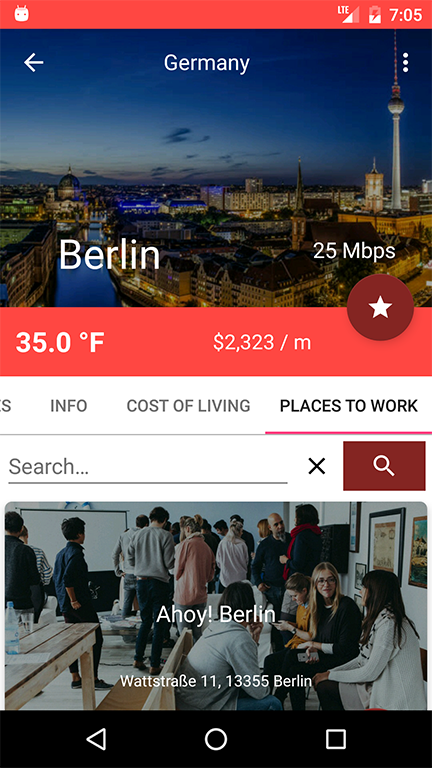 LTE 7:05
Germany
Berlin
25 Mbps
35.0 °F
$2,323 / m
ES INFO COST OF LIVING PLACES TO WORK
Search...
Ahoy! Berlin
Wattstraße 11, 13355 Berlin